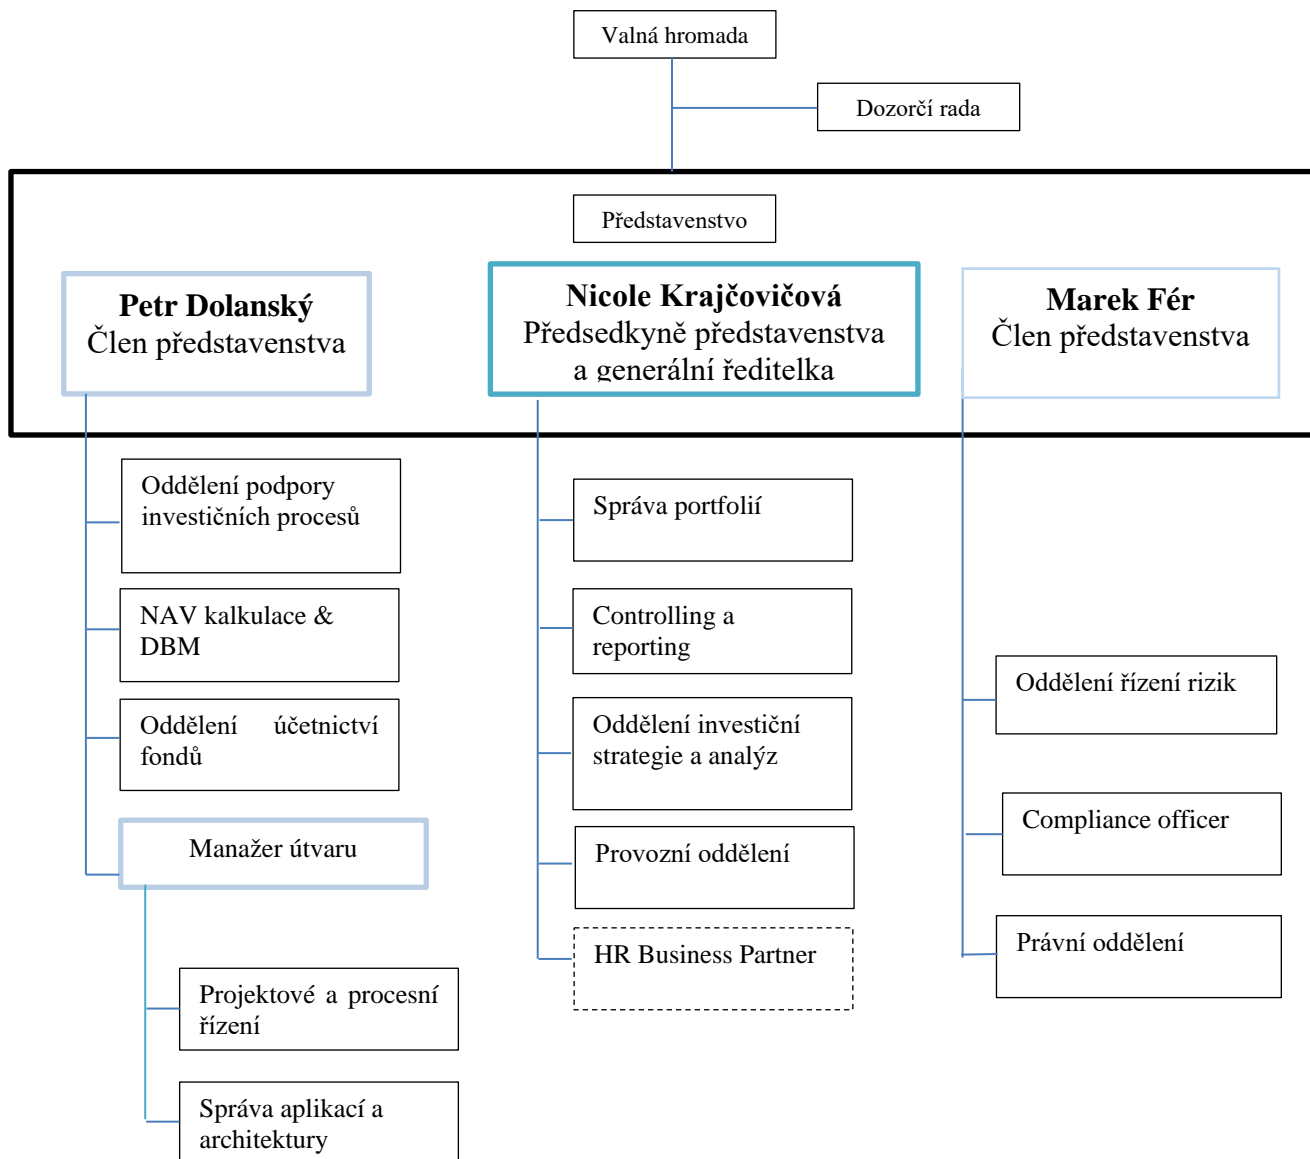 Valná hromada
Dozorčí rada
Představenstvo
Petr Dolanský
Člen představenstva
Nicole Krajčovičová
Předsedkyně představenstva
a generální ředitelka
Marek Fér
Člen představenstva
Oddělení podpory
investičních procesů
NAV kalkulace &
DBM
Oddělení účetnictví
fondů
Manažer útvaru
Projektové a procesní
řízení
Správa aplikací a
architektury
Správa portfolií
Controlling a
reporting
Oddělení investiční
strategie a analýz
Provozní oddělení
HR Business Partner
Oddělení řízení rizik
Compliance officer
Právní oddělení